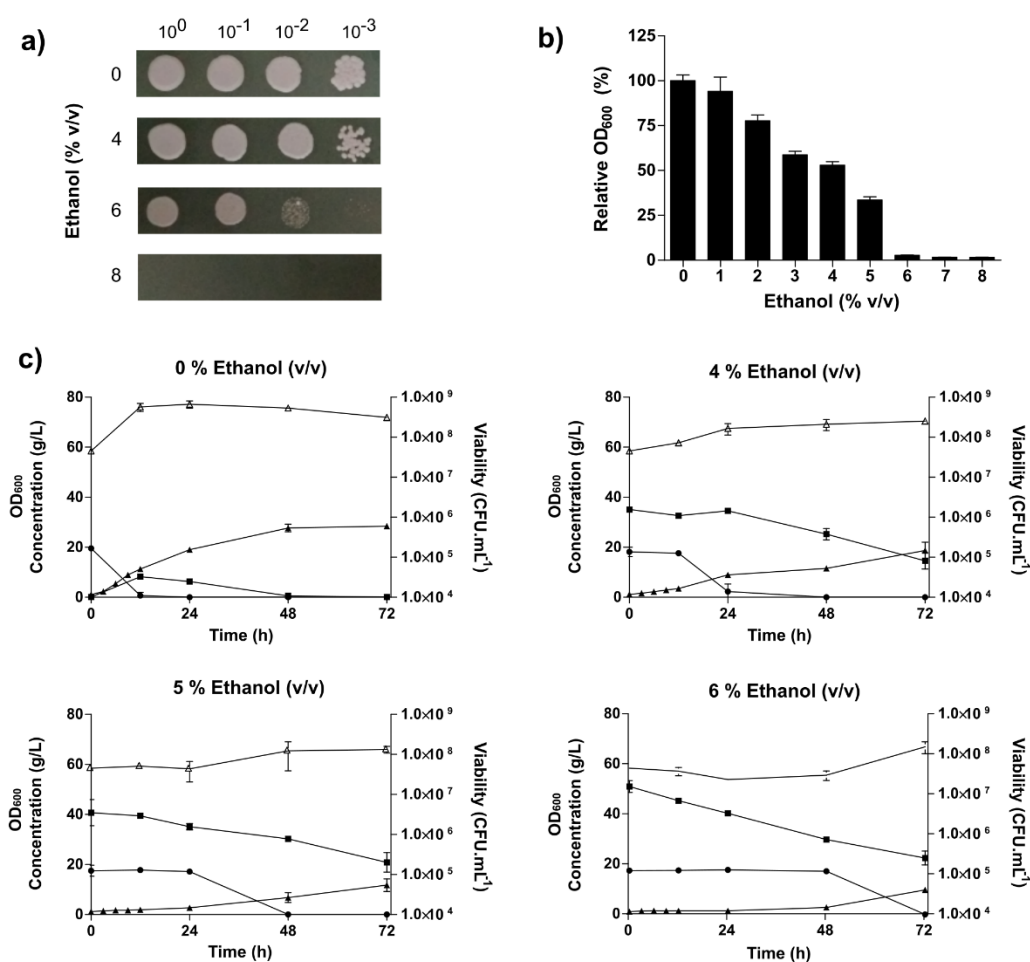 a)
10⁰ 10⁻¹ 10⁻² 10⁻³
Ethanol (% v/v)
0
4
6
8
b)
Relative OD₆₀₀ (%)
125
100
75
50
25
0
0 1 2 3 4 5 6 7 8
Ethanol (% v/v)
c)
0 % Ethanol (v/v)
OD₆₀₀
Concentration (g/L)
80
60
40
20
0
0 24 48 72
Time (h)
1.0×10⁹
1.0×10⁸
1.0×10⁷
1.0×10⁶
1.0×10⁵
1.0×10⁴
Viability (CFU.mL⁻¹)
4 % Ethanol (v/v)
OD₆₀₀
Concentration (g/L)
80
60
40
20
0
0 24 48 72
Time (h)
1.0×10⁹
1.0×10⁸
1.0×10⁷
1.0×10⁶
1.0×10⁵
1.0×10⁴
Viability (CFU.mL⁻¹)
5 % Ethanol (v/v)
OD₆₀₀
Concentration (g/L)
80
60
40
20
0
0 24 48 72
Time (h)
1.0×10⁹
1.0×10⁸
1.0×10⁷
1.0×10⁶
1.0×10⁵
1.0×10⁴
Viability (CFU.mL⁻¹)
6 % Ethanol (v/v)
OD₆₀₀
Concentration (g/L)
80
60
40
20
0
0 24 48 72
Time (h)
1.0×10⁹
1.0×10⁸
1.0×10⁷
1.0×10⁶
1.0×10⁵
1.0×10⁴
Viability (CFU.mL⁻¹)